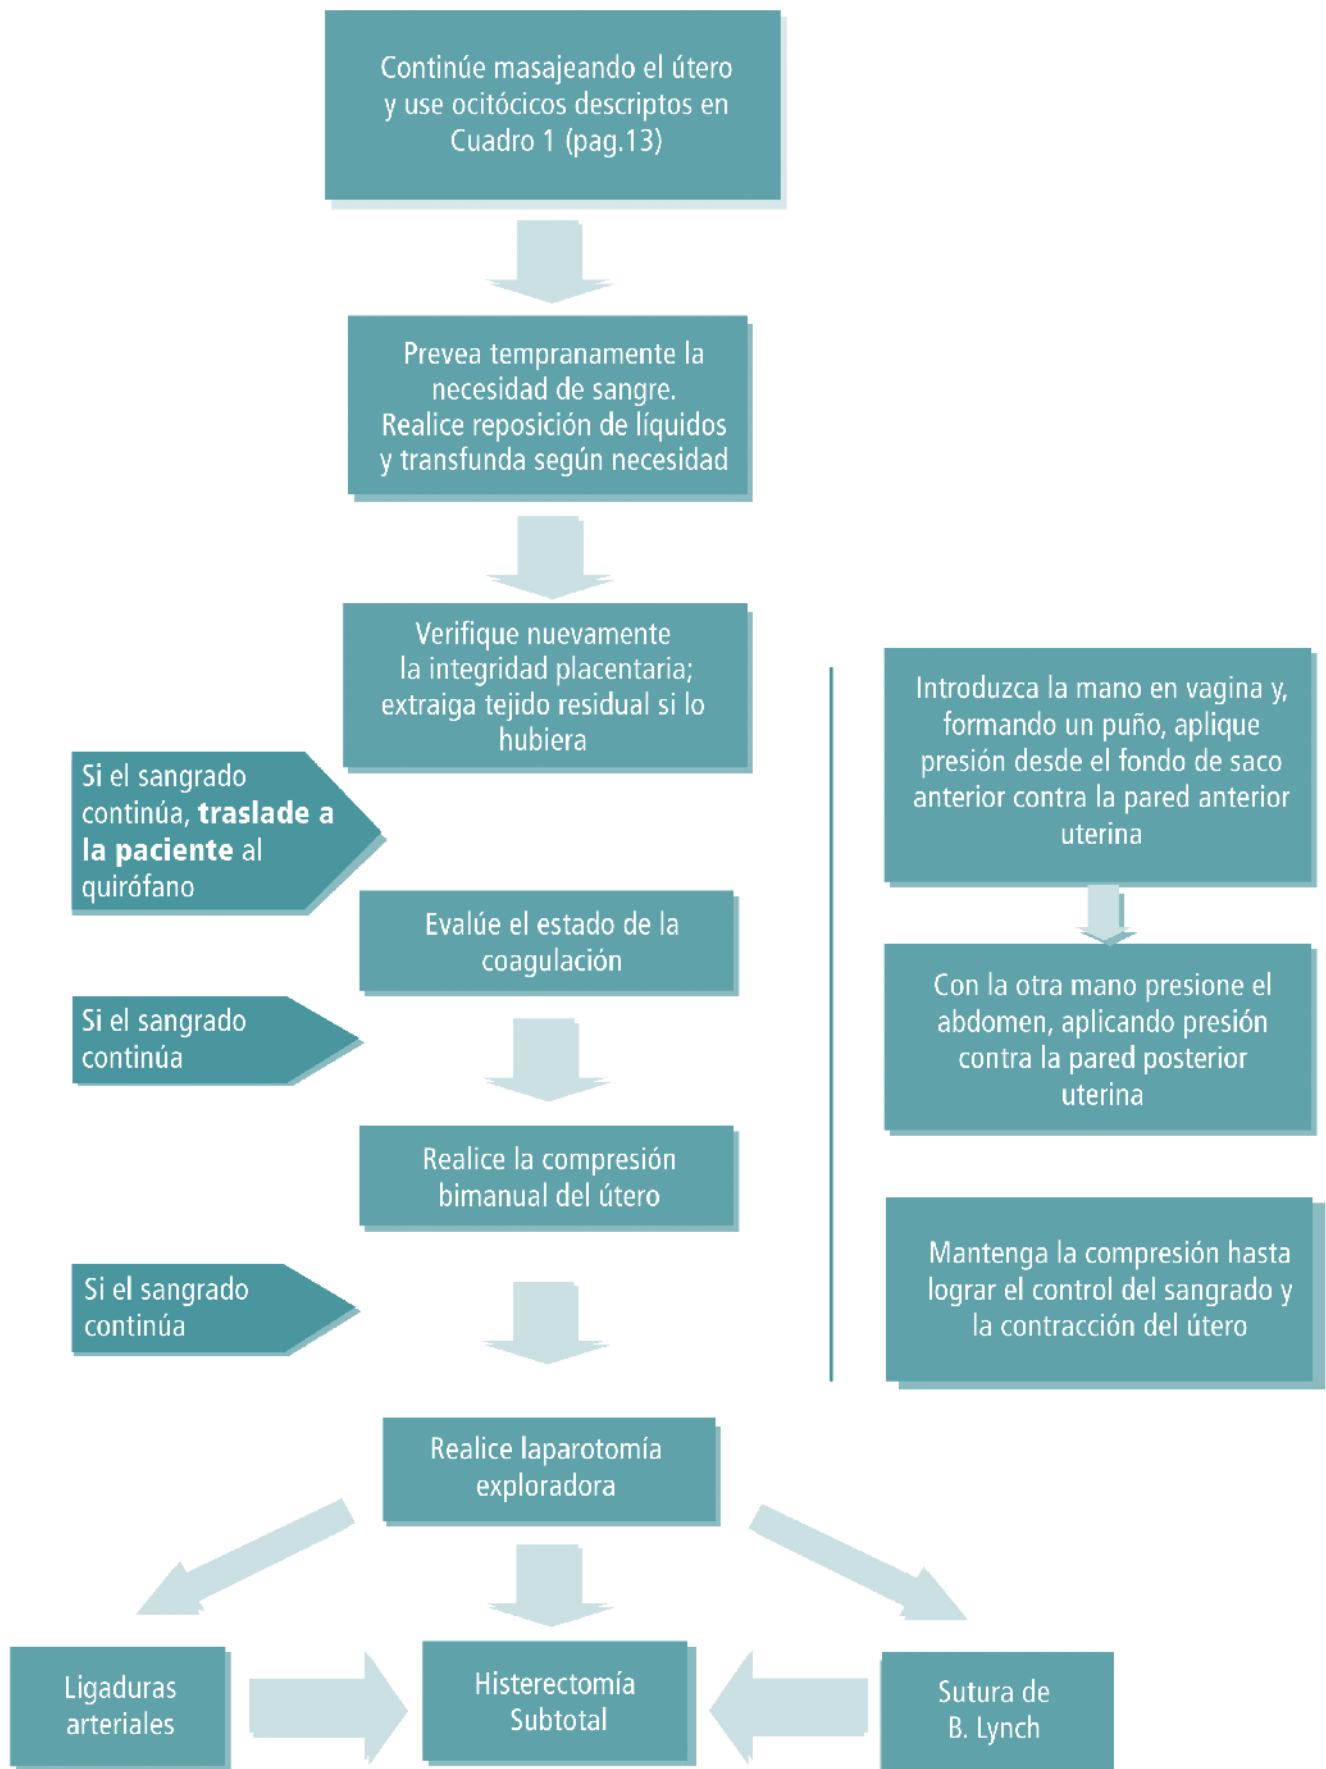 Continúe masajeando el útero
y use ocitócicos descriptos en
Cuadro 1 (pag.13)
Prevea tempranamente la
necesidad de sangre.
Realice reposición de líquidos
y transfunda según necesidad
Verifique nuevamente
la integridad placentaria;
extraiga tejido residual si lo
hubiera
Si el sangrado
continúa, traslade a
la paciente al
quirófano
Evalúe el estado de la
coagulación
Si el sangrado
continúa
Realice la compresión
bimanual del útero
Si el sangrado
continúa
Introduzca la mano en vagina y,
formando un puño, aplique
presión desde el fondo de saco
anterior contra la pared anterior
uterina
Con la otra mano presione el
abdomen, aplicando presión
contra la pared posterior
uterina
Mantenga la compresión hasta
lograr el control del sangrado y
la contracción del útero
Realice laparotomía
exploradora
Ligaduras
arteriales
Histerectomía
Subtotal
Sutura de
B. Lynch